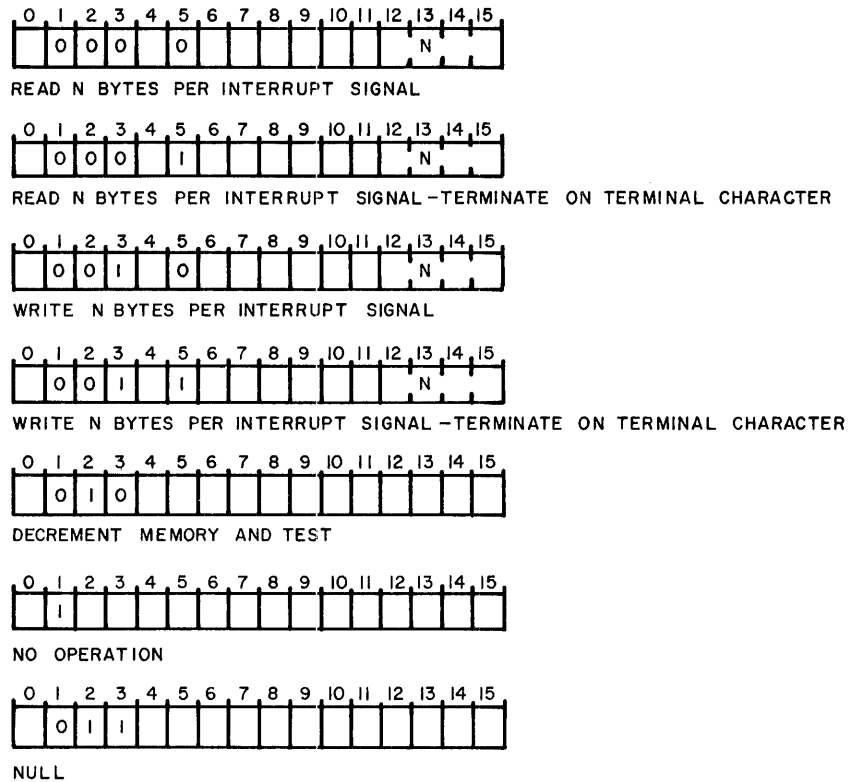 0 1 2 3 4 5 6 7 8 9 10 11 12 13 14 15
0 0 0 0 N
READ N BYTES PER INTERRUPT SIGNAL
0 1 2 3 4 5 6 7 8 9 10 11 12 13 14 15
0 0 0 1 N
READ N BYTES PER INTERRUPT SIGNAL-TERMINATE ON TERMINAL CHARACTER
0 1 2 3 4 5 6 7 8 9 10 11 12 13 14 15
0 0 1 0 N
WRITE N BYTES PER INTERRUPT SIGNAL
0 1 2 3 4 5 6 7 8 9 10 11 12 13 14 15
0 0 1 1 N
WRITE N BYTES PER INTERRUPT SIGNAL-TERMINATE ON TERMINAL CHARACTER
0 1 2 3 4 5 6 7 8 9 10 11 12 13 14 15
0 1 0
DECREMENT MEMORY AND TEST
0 1 2 3 4 5 6 7 8 9 10 11 12 13 14 15
1
NO OPERATION
0 1 2 3 4 5 6 7 8 9 10 11 12 13 14 15
0 1 1
NULL